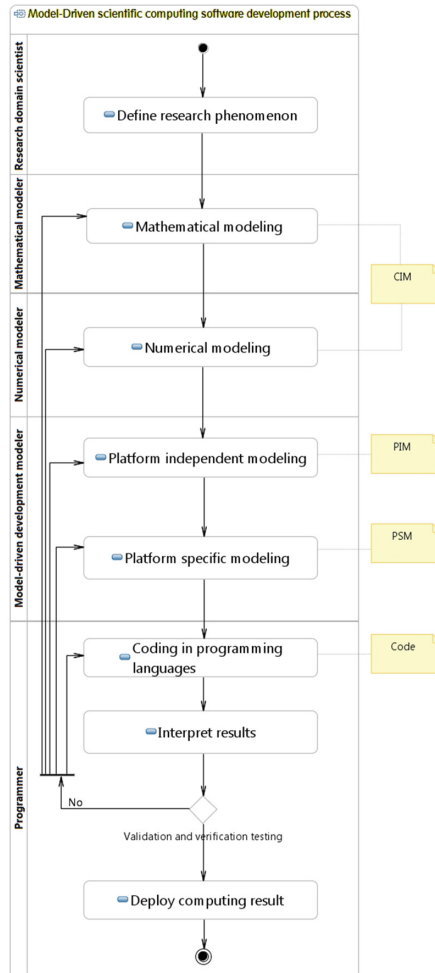 Model-Driven scientific computing software development process
Research domain scientist
Define research phenomenon
Mathematical modeler
Mathematical modeling
CIM
Numerical modeler
Numerical modeling
Model-driven development modeler
Platform independent modeling
PIM
Platform specific modeling
PSM
Programmer
Coding in programming
languages
Code
Interpret results
No
Validation and verification testing
Deploy computing result